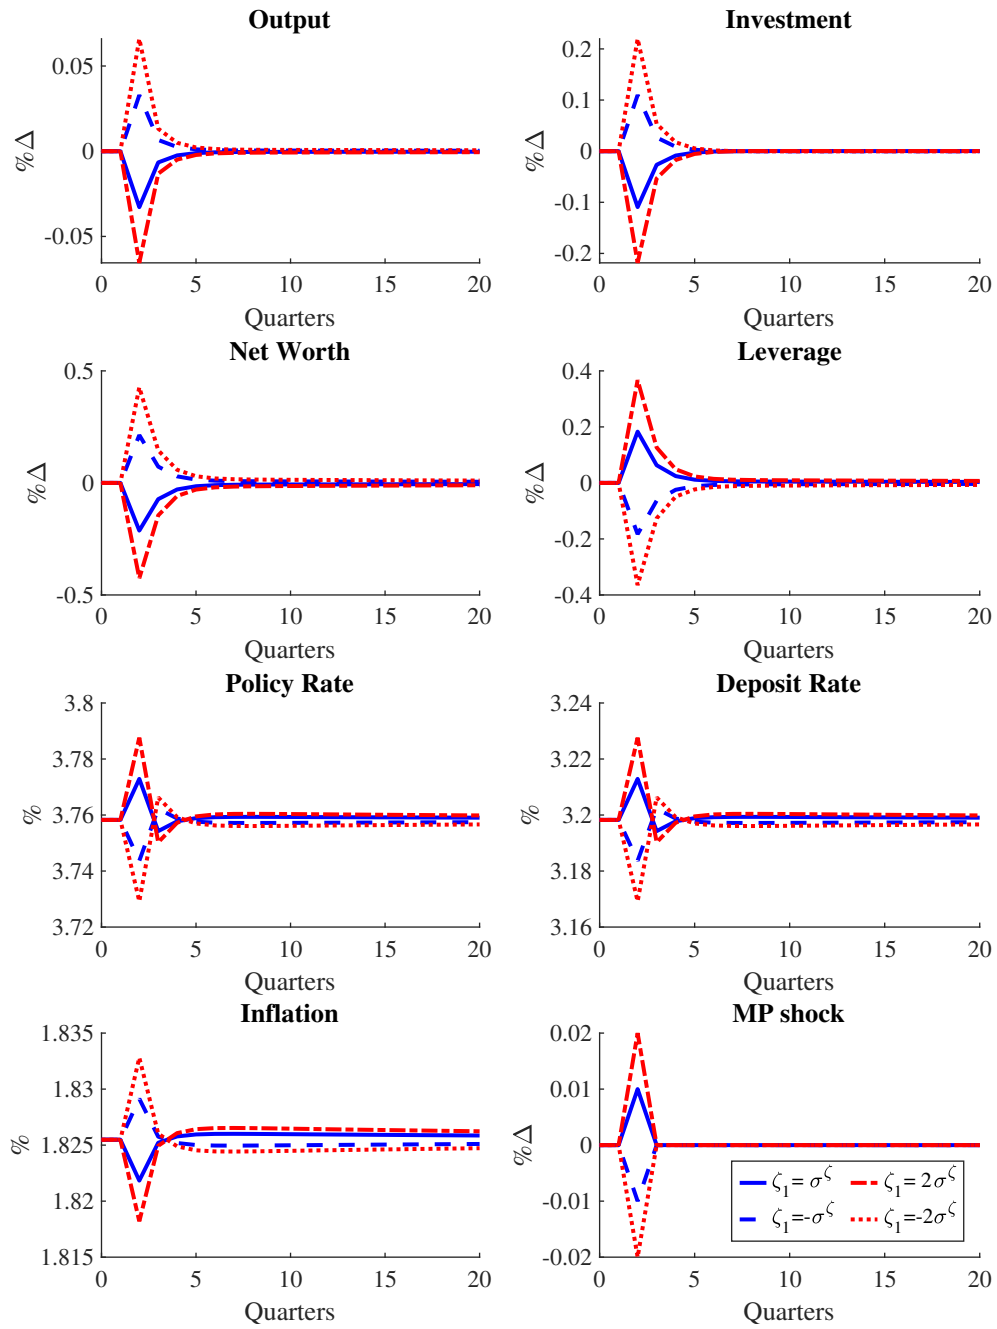 Output
Investment
0.05
0
-0.05
%Δ
0 5 10 15 20
Quarters
0.2
0.1
0
-0.1
-0.2
0 5 10 15 20
Quarters
Net Worth
Leverage
0.5
0
-0.5
%Δ
0 5 10 15 20
Quarters
0.4
0.2
0
-0.2
-0.4
%Δ
0 5 10 15 20
Quarters
Policy Rate
Deposit Rate
3.8
3.78
3.76
3.74
3.72
%
0 5 10 15 20
Quarters
3.24
3.22
3.2
3.18
3.16
%
0 5 10 15 20
Quarters
Inflation
MP shock
1.835
1.83
1.825
1.82
1.815
%
0 5 10 15 20
Quarters
0.02
0.01
0
-0.01
-0.02
%Δ
0 5 10 15 20
Quarters
ζ₁= σ^ζ
ζ₁=-σ^ζ
ζ₁= 2σ^ζ
ζ₁=-2σ^ζ